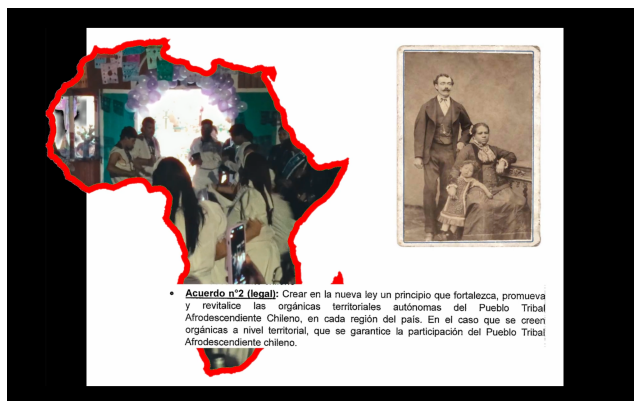 • Acuerdo n°2 (legal): Crear en la nueva ley un principio que fortalezca, promueva
y revitalice las orgánicas territoriales autónomas del Pueblo Tribal
Afrodescendiente Chileno, en cada región del país. En el caso que se creen
orgánicas a nivel territorial, que se garantice la participación del Pueblo Tribal
Afrodescendiente chileno.